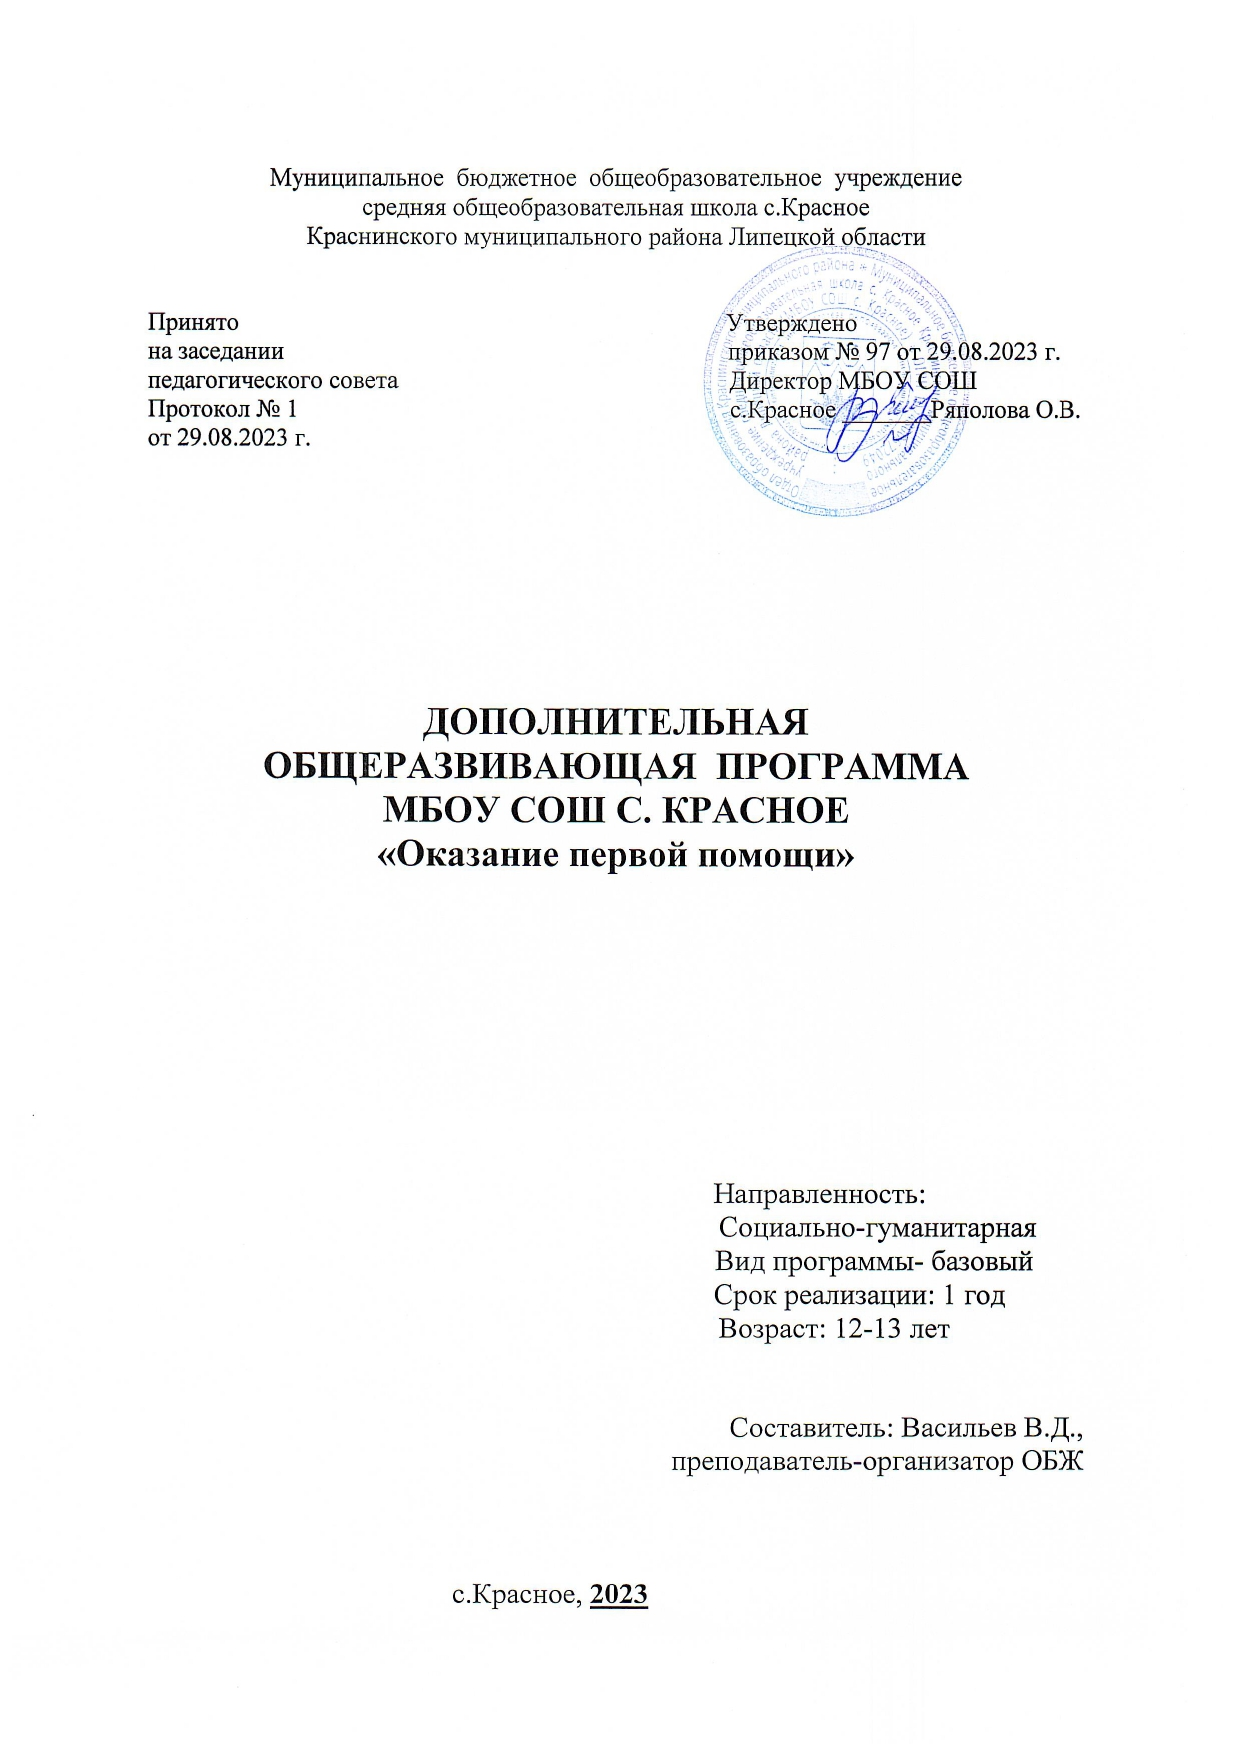 Муниципальное бюджетное общеобразовательное учреждение
средняя общеобразовательная школа с.Красное
Краснинского муниципального района Липецкой области
Принято
на заседании
педагогического совета
Протокол № 1
от 29.08.2023 г.
Утверждено
приказом № 97 от 29.08.2023 г.
Директор МБОУ СОШ
с.Красное Ряполова О.В.
ДОПОЛНИТЕЛЬНАЯ
ОБЩЕРАЗВИВАЮЩАЯ ПРОГРАММА
МБОУ СОШ С. КРАСНОЕ
«Оказание первой помощи»
Направленность:
Социально-гуманитарная
Вид программы- базовый
Срок реализации: 1 год
Возраст: 12-13 лет
Составитель: Васильев В.Д.,
преподаватель-организатор ОБЖ
с.Красное, 2023